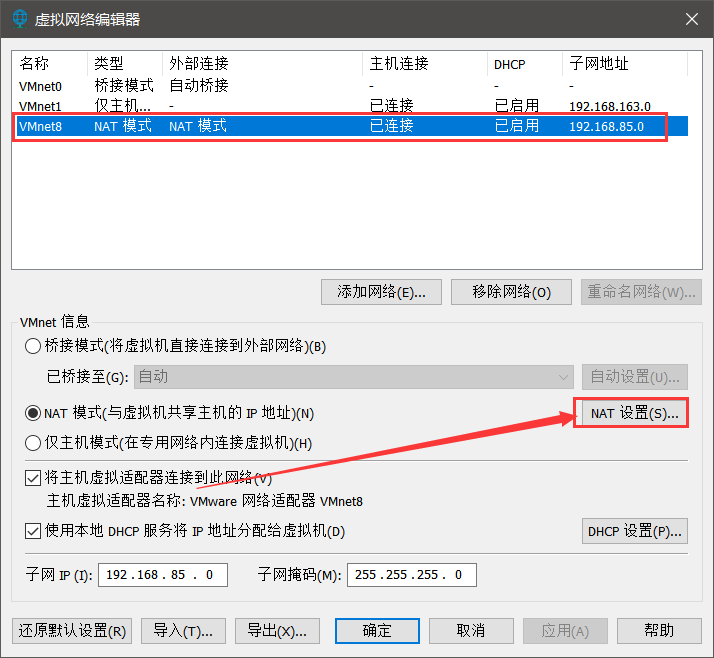 虚拟网络编辑器
名称 类型 外部连接 主机连接 DHCP 子网地址
VMnet0 桥接模式 自动桥接 - - -
VMnet1 仅主机... - 已连接 已启用 192.168.163.0
VMnet8 NAT 模式 NAT 模式 已连接 已启用 192.168.85.0
添加网络(E)... 移除网络(O) 重命名网络(W)...
VMnet 信息
桥接模式(将虚拟机直接连接到外部网络)(B)
已桥接至(G): 自动 自动设置(U)...
NAT 模式(与虚拟机共享主机的 IP 地址)(N) NAT 设置(S)...
仅主机模式(在专用网络内连接虚拟机)(H)
将主机虚拟适配器连接到此网络(V)
主机虚拟适配器名称: VMware 网络适配器 VMnet8
使用本地 DHCP 服务将 IP 地址分配给虚拟机(D) DHCP 设置(P)...
子网 IP (I): 192 . 168 . 85 . 0 子网掩码(M): 255 . 255 . 255 . 0
还原默认设置(R) 导入(T)... 导出(X)... 确定 取消 应用(A) 帮助